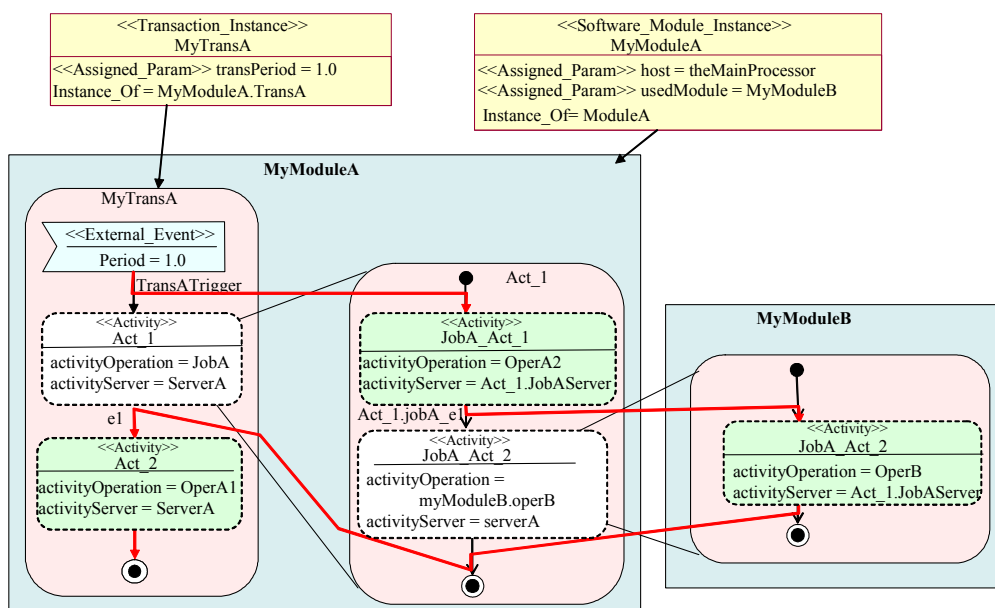 <<Transaction_Instance>>
MyTransA
<<Assigned_Param>> transPeriod = 1.0
Instance_Of = MyModuleA.TransA
<<Software_Module_Instance>>
MyModuleA
<<Assigned_Param>> host = theMainProcessor
<<Assigned_Param>> usedModule = MyModuleB
Instance_Of= ModuleA
MyModuleA
MyTransA
<<External_Event>>
Period = 1.0
TransATrigger
<<Activity>>
Act_1
activityOperation = JobA
activityServer = ServerA
e1
<<Activity>>
Act_2
activityOperation = OperA1
activityServer = ServerA
Act_1
<<Activity>>
JobA_Act_1
activityOperation = OperA2
activityServer = Act_1.JobAServer
Act_1.jobA_e1
<<Activity>>
JobA_Act_2
activityOperation =
myModuleB.operB
activityServer = serverA
MyModuleB
<<Activity>>
JobA_Act_2
activityOperation = OperB
activityServer = Act_1.JobAServer